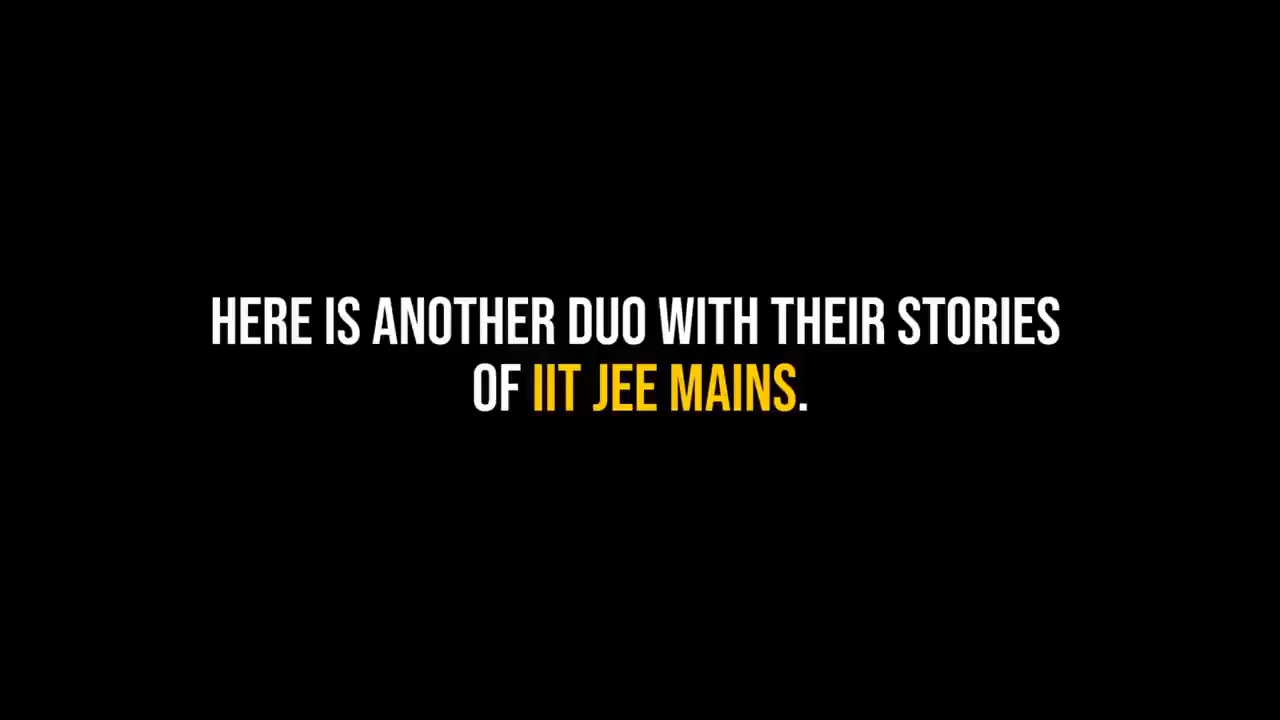 HERE IS ANOTHER DUO WITH THEIR STORIES
OF IIT JEE MAINS.